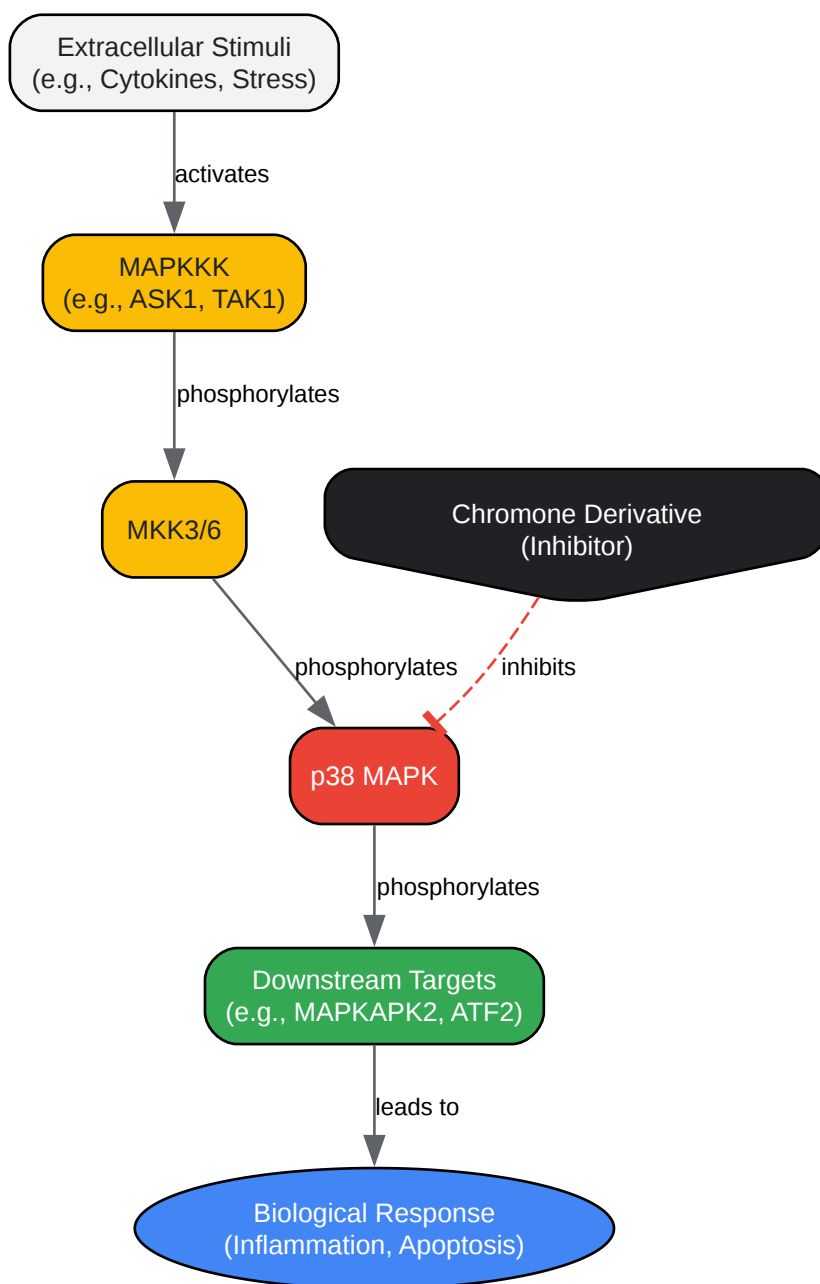 Extracellular Stimuli
(e.g., Cytokines, Stress)
activates
MAPKKK
(e.g., ASK1, TAK1)
phosphorylates
MKK3/6
Chromone Derivative
(Inhibitor)
phosphorylates
inhibits
p38 MAPK
phosphorylates
Downstream Targets
(e.g., MAPKAPK2, ATF2)
leads to
Biological Response
(Inflammation, Apoptosis)